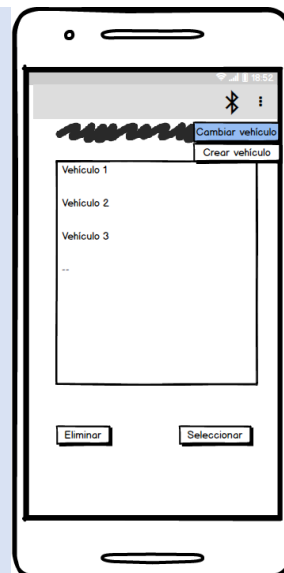 18:52
Cambiar vehículo
Crear vehículo
Vehículo 1
Vehículo 2
Vehículo 3
--
Eliminar
Seleccionar